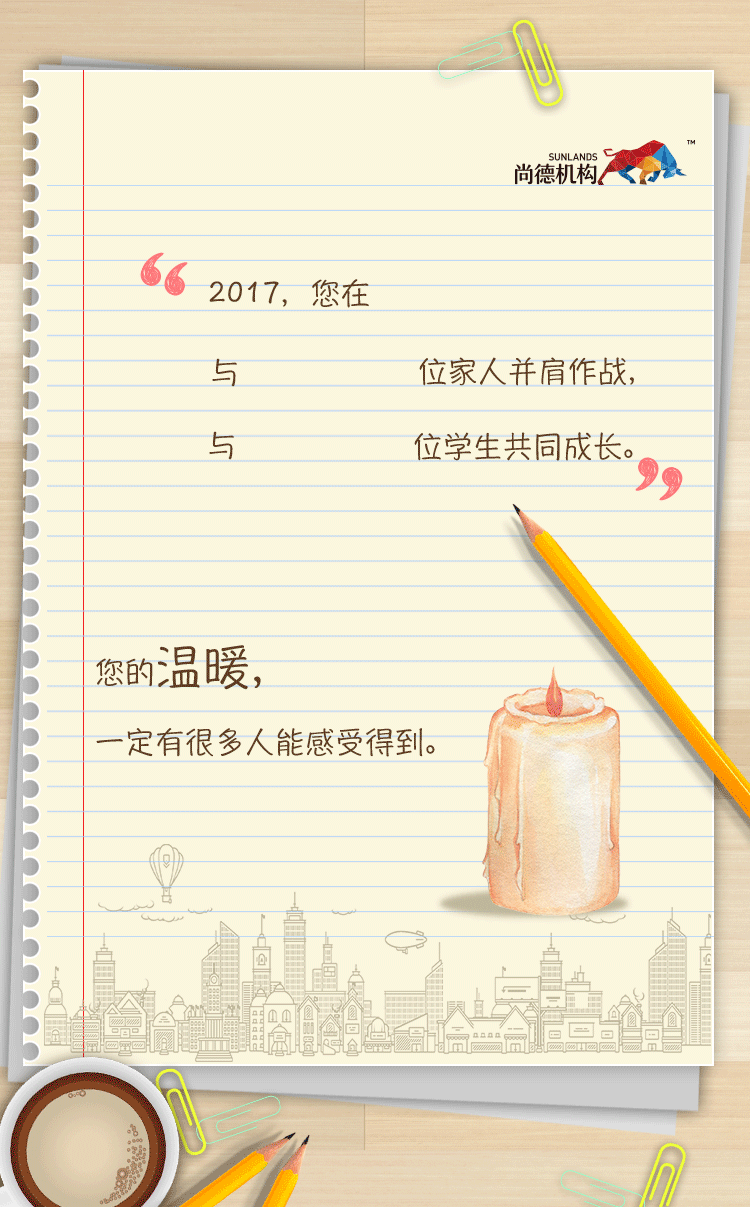 SUNLANDS
尚德机构 TM
“ 2017，您在
与 位家人并肩作战，
与 位学生共同成长。”
您的温暖，
一定有很多人能感受得到。